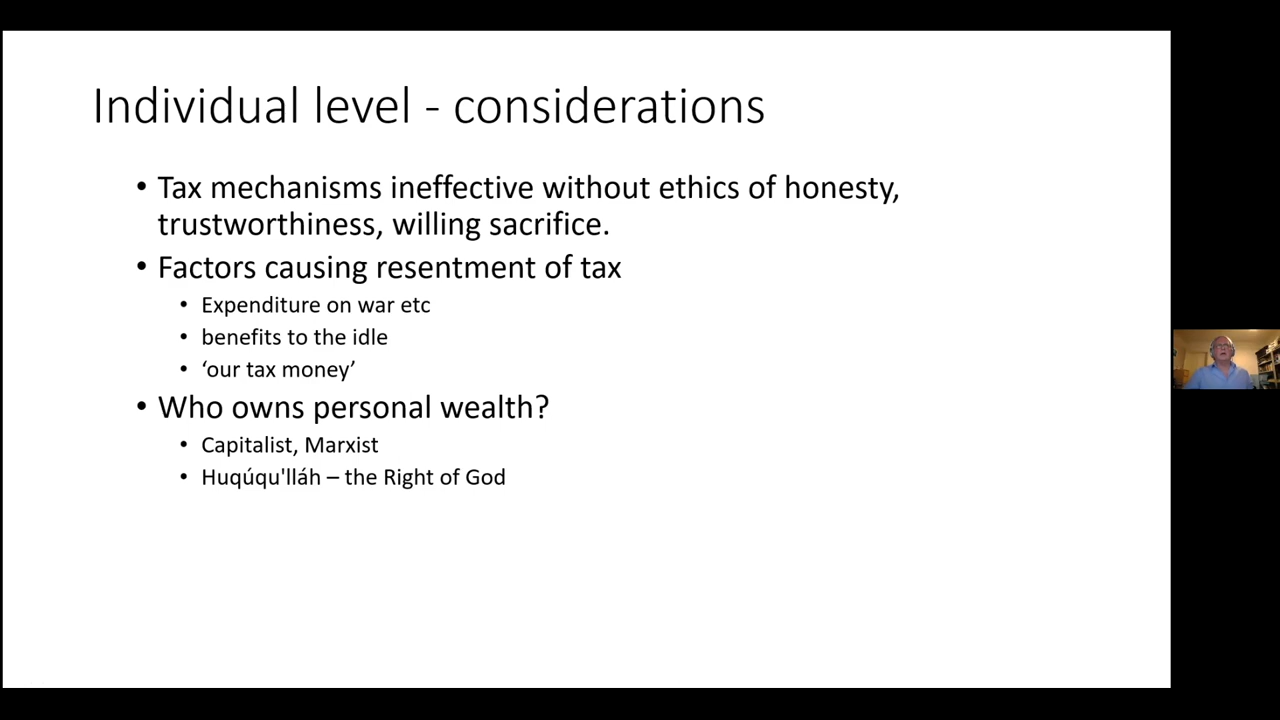 Individual level - considerations
• Tax mechanisms ineffective without ethics of honesty,
trustworthiness, willing sacrifice.
• Factors causing resentment of tax
• Expenditure on war etc
• benefits to the idle
• ‘our tax money’
• Who owns personal wealth?
• Capitalist, Marxist
• Huqúqu'lláh – the Right of God